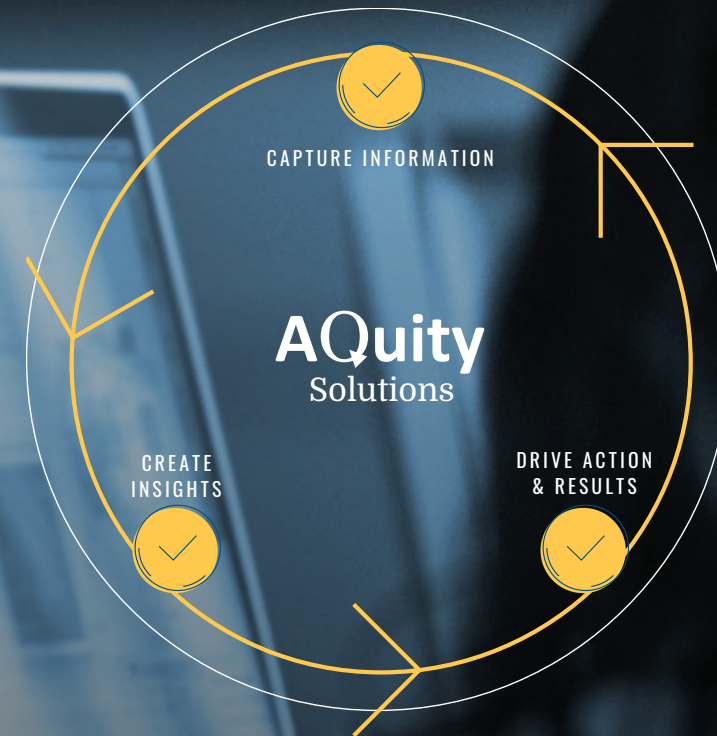 CAPTURE INFORMATION
AQuity
Solutions
CREATE
INSIGHTS
DRIVE ACTION
& RESULTS